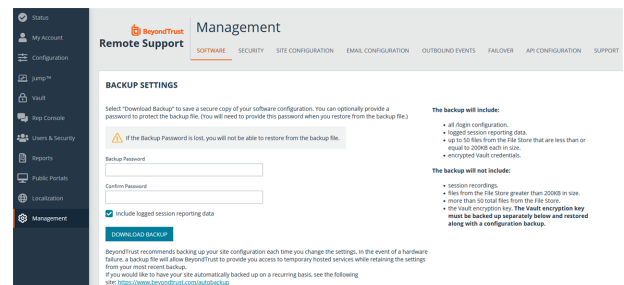 Status
My Account
Configuration
Jump™
Vault
Rep Console
Users & Security
Reports
Public Portals
Localization
Management
BeyondTrust
Remote Support
Management
SOFTWARE SECURITY SITE CONFIGURATION EMAIL CONFIGURATION OUTBOUND EVENTS FAILOVER API CONFIGURATION SUPPORT
BACKUP SETTINGS
Select "Download Backup" to save a secure copy of your software configuration. You can optionally provide a
password to protect the backup file. (You will need to provide this password when you restore from the backup file.)
If the Backup Password is lost, you will not be able to restore from the backup file.
Backup Password
Confirm Password
Include logged session reporting data
DOWNLOAD BACKUP
BeyondTrust recommends backing up your site configuration each time you change the settings. In the event of a hardware
failure, a backup file will allow BeyondTrust to provide you access to temporary hosted services while retaining the settings
from your most recent backup.
If you would like to have your site automatically backed up on a recurring basis, see the following
site: https://www.beyondtrust.com/autobackup
The backup will include:
• all /login configuration.
• logged session reporting data.
• up to 50 files from the File Store that are less than or
equal to 200KB each in size.
• encrypted Vault credentials.
The backup will not include:
• session recordings.
• files from the File Store greater than 200KB in size.
• more than 50 total files from the File Store.
• the Vault encryption key. The Vault encryption key
must be backed up separately below and restored
along with a configuration backup.